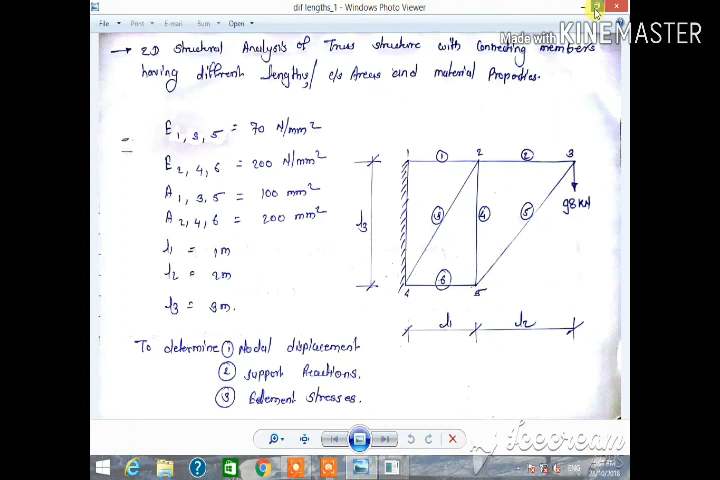 dif lengths_1 - Windows Photo Viewer
File Print E-mail Burn Open
Made with KINEMASTER
→ 2D Structural Analysis of Truss structure with connecting members
having different lengths, c/s Areas and material Properties.
E1, 3, 5 = 70 N/mm2
E2, 4, 6 = 200 N/mm2
A1, 3, 5 = 100 mm2
A2, 4, 6 = 200 mm2
l1 = 1m
l2 = 2m
l3 = 3m.
1 ① 2 ② 3
98 KN
l3 ③ ④ ⑤
4 ⑥ 5
l1 l2
To determine ① Nodal displacement
② Support Reactions.
③ Element stresses.
Icecream
ENG
28/10/2018